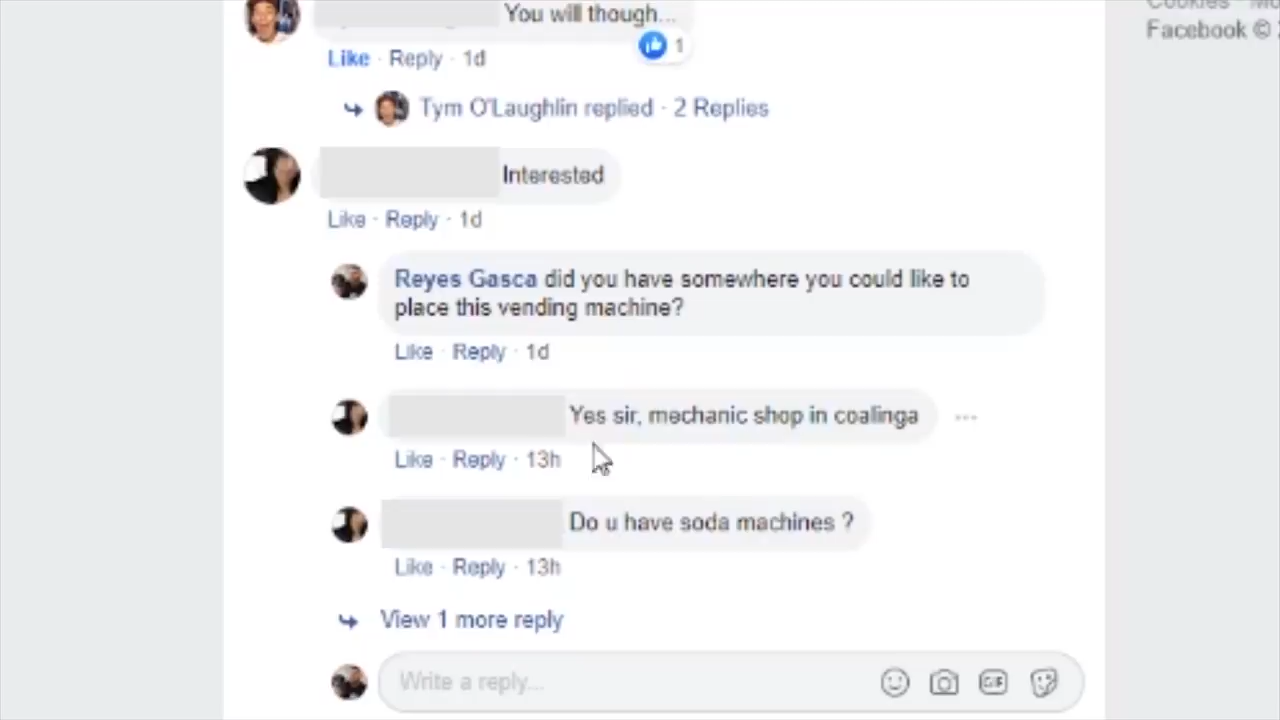 You will though...
1
Like · Reply · 1d
Tym O'Laughlin replied · 2 Replies
Interested
Like · Reply · 1d
Reyes Gasca did you have somewhere you could like to
place this vending machine?
Like · Reply · 1d
Yes sir, mechanic shop in coalinga
Like · Reply · 13h
Do u have soda machines ?
Like · Reply · 13h
View 1 more reply
Write a reply...
GIF
Cookies ·
Facebook ©